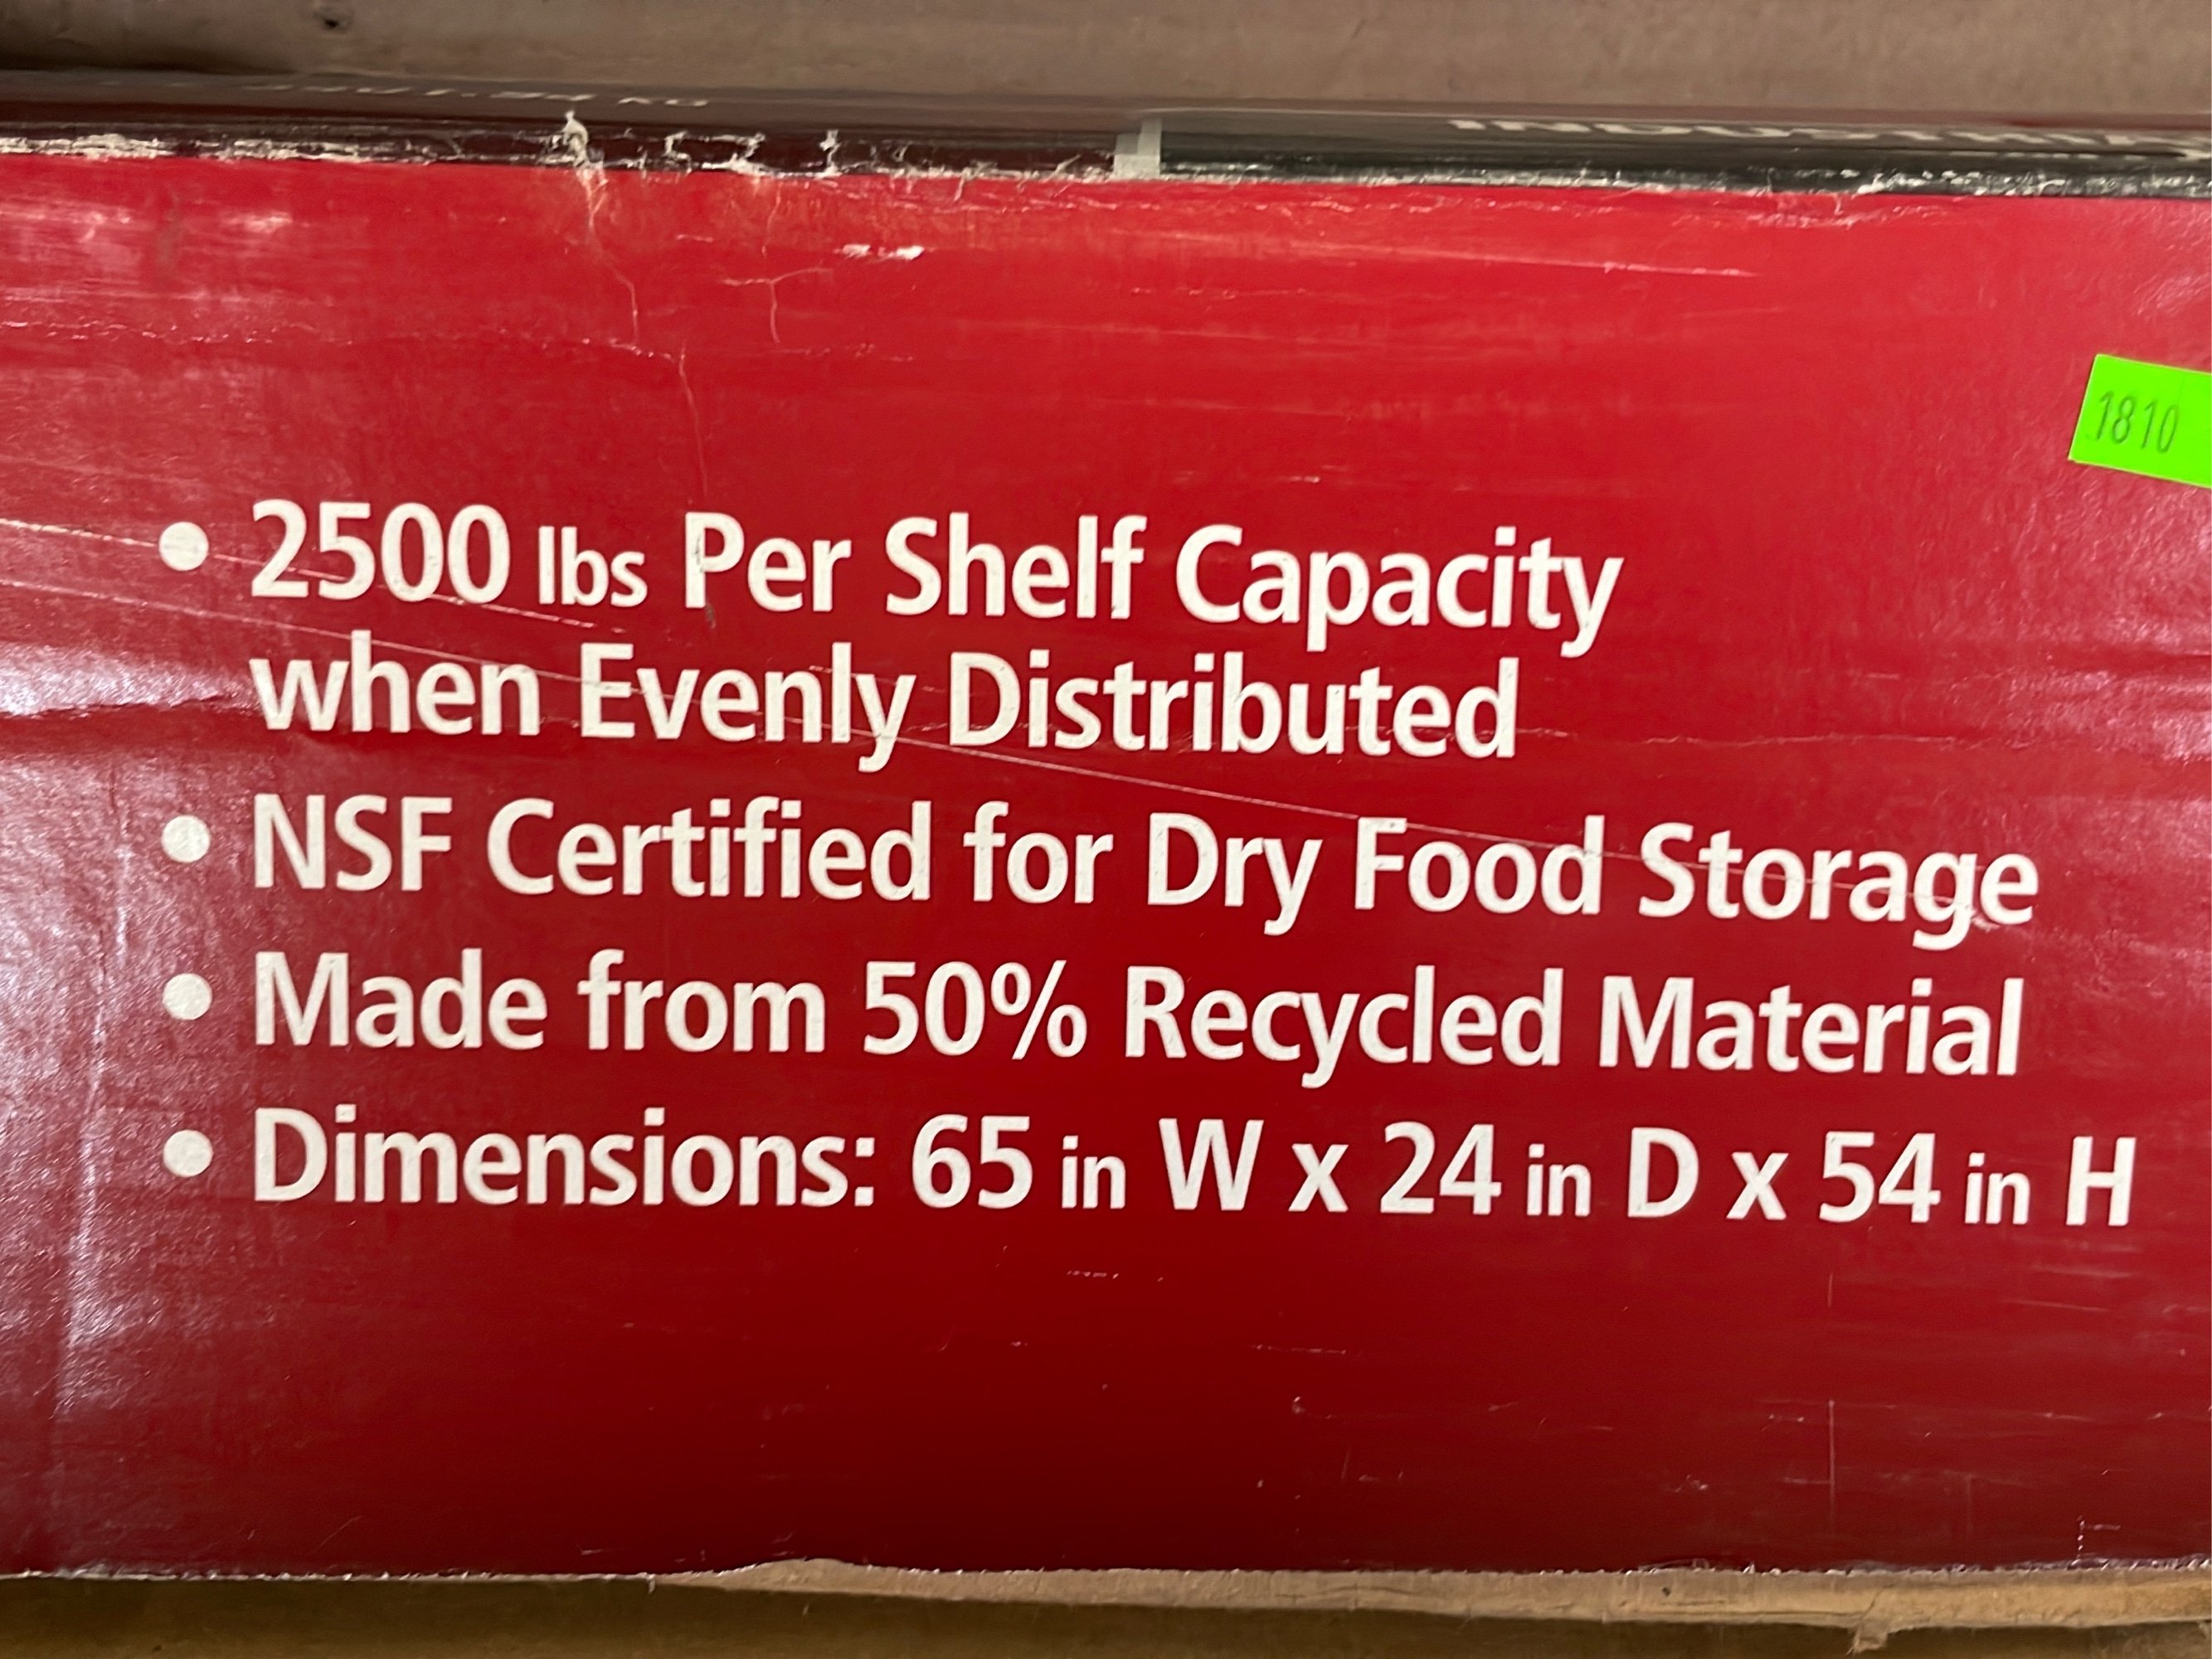 1810
• 2500 lbs Per Shelf Capacity
when Evenly Distributed
• NSF Certified for Dry Food Storage
• Made from 50% Recycled Material
• Dimensions: 65 in W x 24 in D x 54 in H